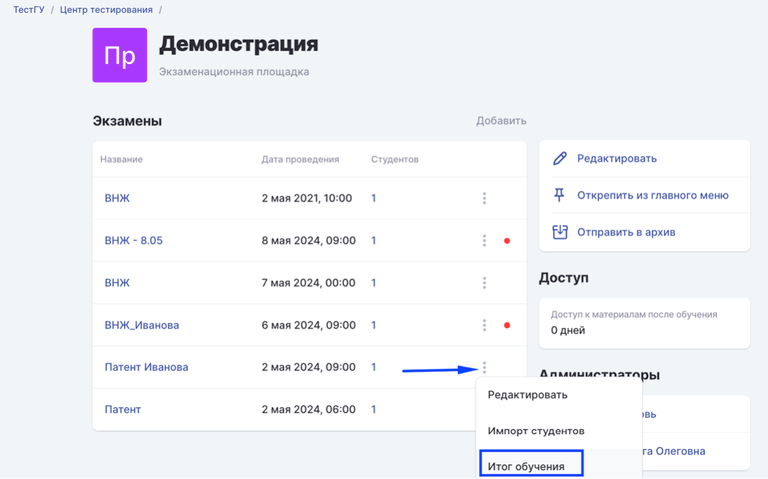 ТестГУ / Центр тестирования /
Пр
Демонстрация
Экзаменационная площадка
Экзамены
Добавить
Название Дата проведения Студентов
ВНЖ 2 мая 2021, 10:00 1
ВНЖ - 8.05 8 мая 2024, 09:00 1
ВНЖ 7 мая 2024, 00:00 1
ВНЖ_Иванова 6 мая 2024, 09:00 1
Патент Иванова 2 мая 2024, 09:00 1
Патент 2 мая 2024, 06:00 1
Редактировать
Импорт студентов
Итог обучения
Редактировать
Открепить из главного меню
Отправить в архив
Доступ
Доступ к материалам после обучения
0 дней
Администраторы
Олеговна